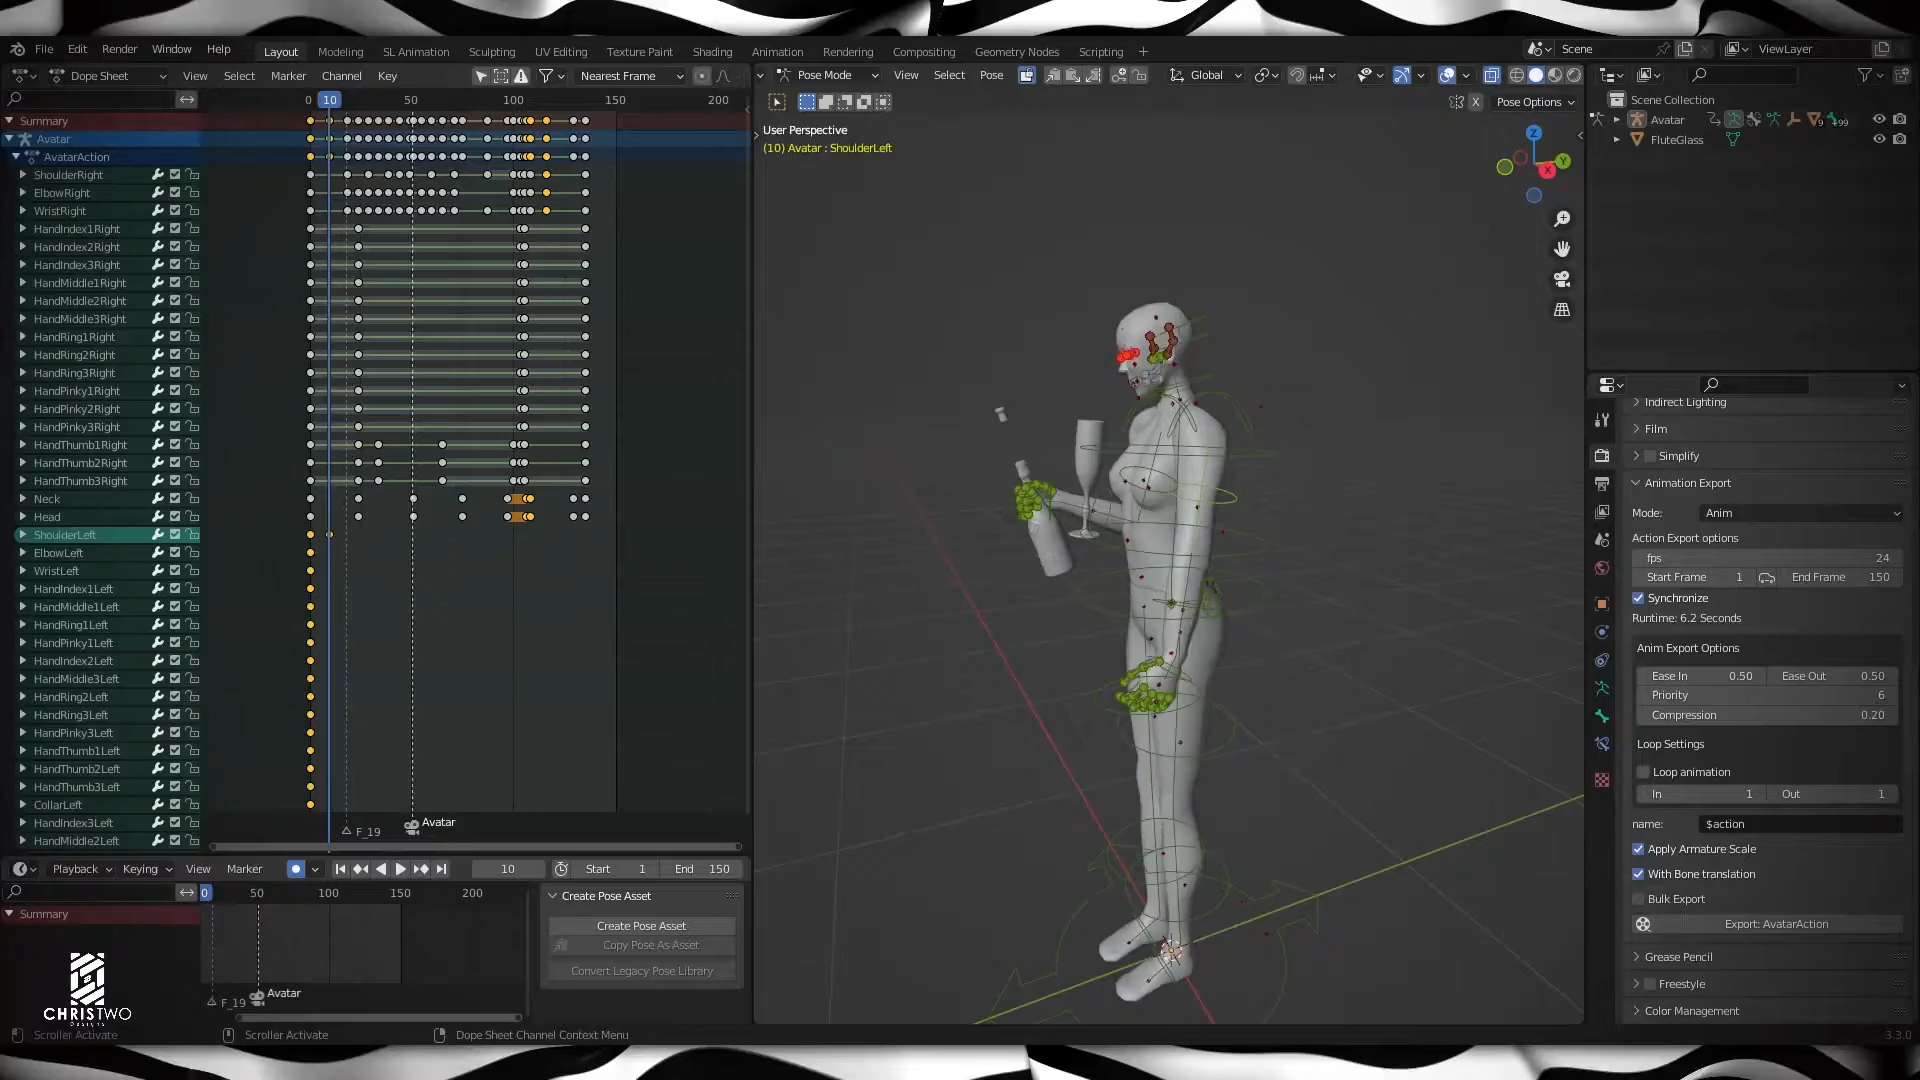 File Edit Render Window Help Layout Modeling SL Animation Sculpting UV Editing Texture Paint Shading Animation Rendering Compositing Geometry Nodes Scripting + Scene ViewLayer
Dope Sheet View Select Marker Channel Key Nearest Frame Pose Mode View Select Pose Global
0 10 50 100 150 200 X Pose Options
Summary
Avatar
AvatarAction
ShoulderRight
ElbowRight
WristRight
HandIndex1Right
HandIndex2Right
HandIndex3Right
HandMiddle1Right
HandMiddle2Right
HandMiddle3Right
HandRing1Right
HandRing2Right
HandRing3Right
HandPinky1Right
HandPinky2Right
HandPinky3Right
HandThumb1Right
HandThumb2Right
HandThumb3Right
Neck
Head
ShoulderLeft
ElbowLeft
WristLeft
HandIndex1Left
HandMiddle1Left
HandRing1Left
HandPinky1Left
HandIndex2Left
HandMiddle3Left
HandRing2Left
HandRing3Left
HandPinky3Left
HandThumb1Left
HandThumb2Left
HandThumb3Left
CollarLeft
HandIndex3Left
HandMiddle2Left
F_19 Avatar
User Perspective
(10) Avatar : ShoulderLeft
Z Y X
Scene Collection
Avatar 9 99
FluteGlass
Indirect Lighting
Film
Simplify
Animation Export
Mode: Anim
Action Export options
fps 24
Start Frame 1 End Frame 150
Synchronize
Runtime: 6.2 Seconds
Anim Export Options
Ease In 0.50 Ease Out 0.50
Priority 6
Compression 0.20
Loop Settings
Loop animation
In 1 Out 1
name: $action
Apply Armature Scale
With Bone translation
Bulk Export
Export: AvatarAction
Grease Pencil
Freestyle
Color Management
Playback Keying View Marker 10 Start 1 End 150
0 50 100 150 200
Summary
F_19 Avatar
Create Pose Asset
Create Pose Asset
Copy Pose As Asset
Convert Legacy Pose Library
CHRISTWO
DESIGNS
Scroller Activate Scroller Activate Dope Sheet Channel Context Menu 3.3.0